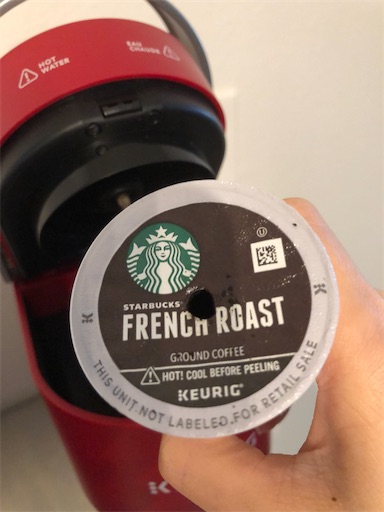 HOT
WATER
EAU
CHAUDE
STARBUCKS
FRENCH ROAST
GROUND COFFEE
HOT! COOL BEFORE PEELING
KEURIG
THIS UNIT NOT LABELED FOR RETAIL SALE